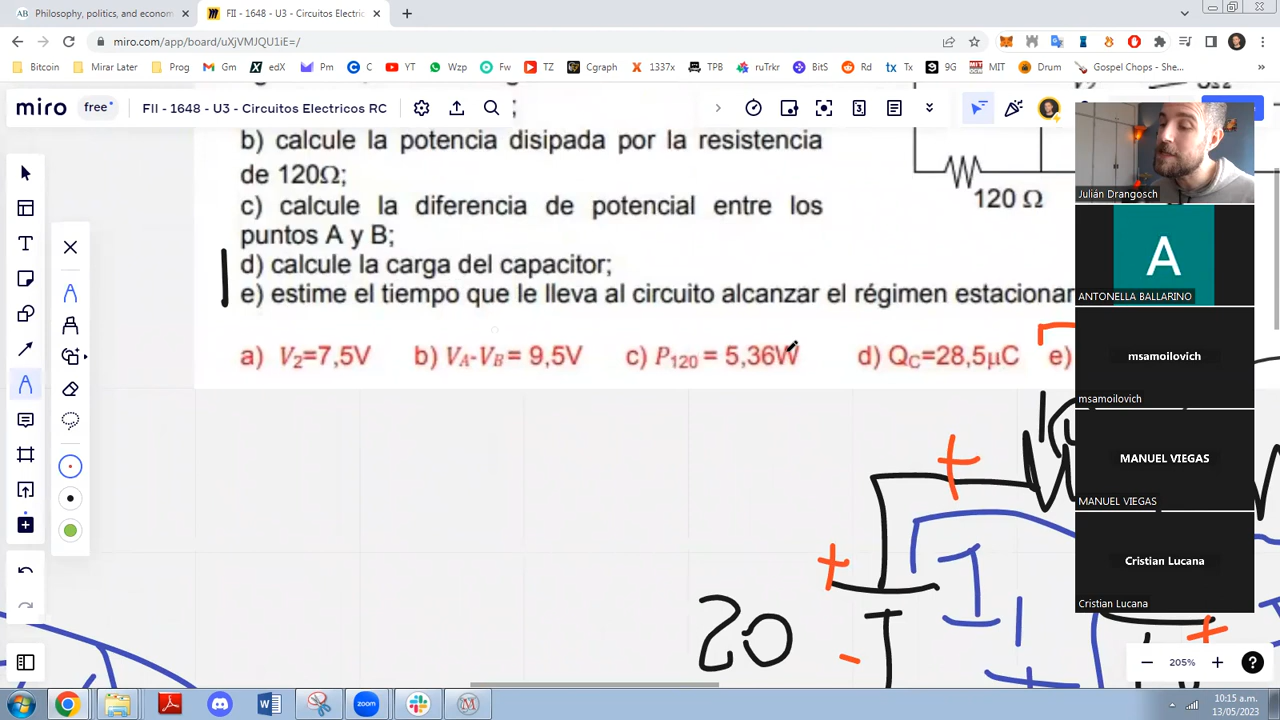 Philosophy, politics, and econom
FII - 1648 - U3 - Circuitos Electric
miro.com/app/board/uXjVMJQU1iE=/
Bitcoin
Mirar Later
Prog
Gm
edX
Pm
C
YT
Wzp
Fw
TZ
Cgraph
1337x
TPB
BitS
ruTrkr
Rd
Tx
9G
MIT
Drum
Gospel Chops - She...
miro
free
FII - 1648 - U3 - Circuitos Electricos RC
b) calcule la potencia disipada por la resistencia
de 120Ω;
c) calcule la diferencia de potencial entre los
puntos A y B;
d) calcule la carga del capacitor;
e) estime el tiempo que le lleva al circuito alcanzar el régimen estacionar
a) V2=7,5V b) VA-VB = 9,5V c) P120 = 5,36W d) QC=28,5μC e)
120 Ω
20
+
+
-
I1
+
+
Julián Drangosch
A
ANTONELLA BALLARINO
msamoilovich
msamoilovich
MANUEL VIEGAS
MANUEL VIEGAS
Cristian Lucana
Cristian Lucana
205%
zoom
10:15 a.m.
13/05/2023